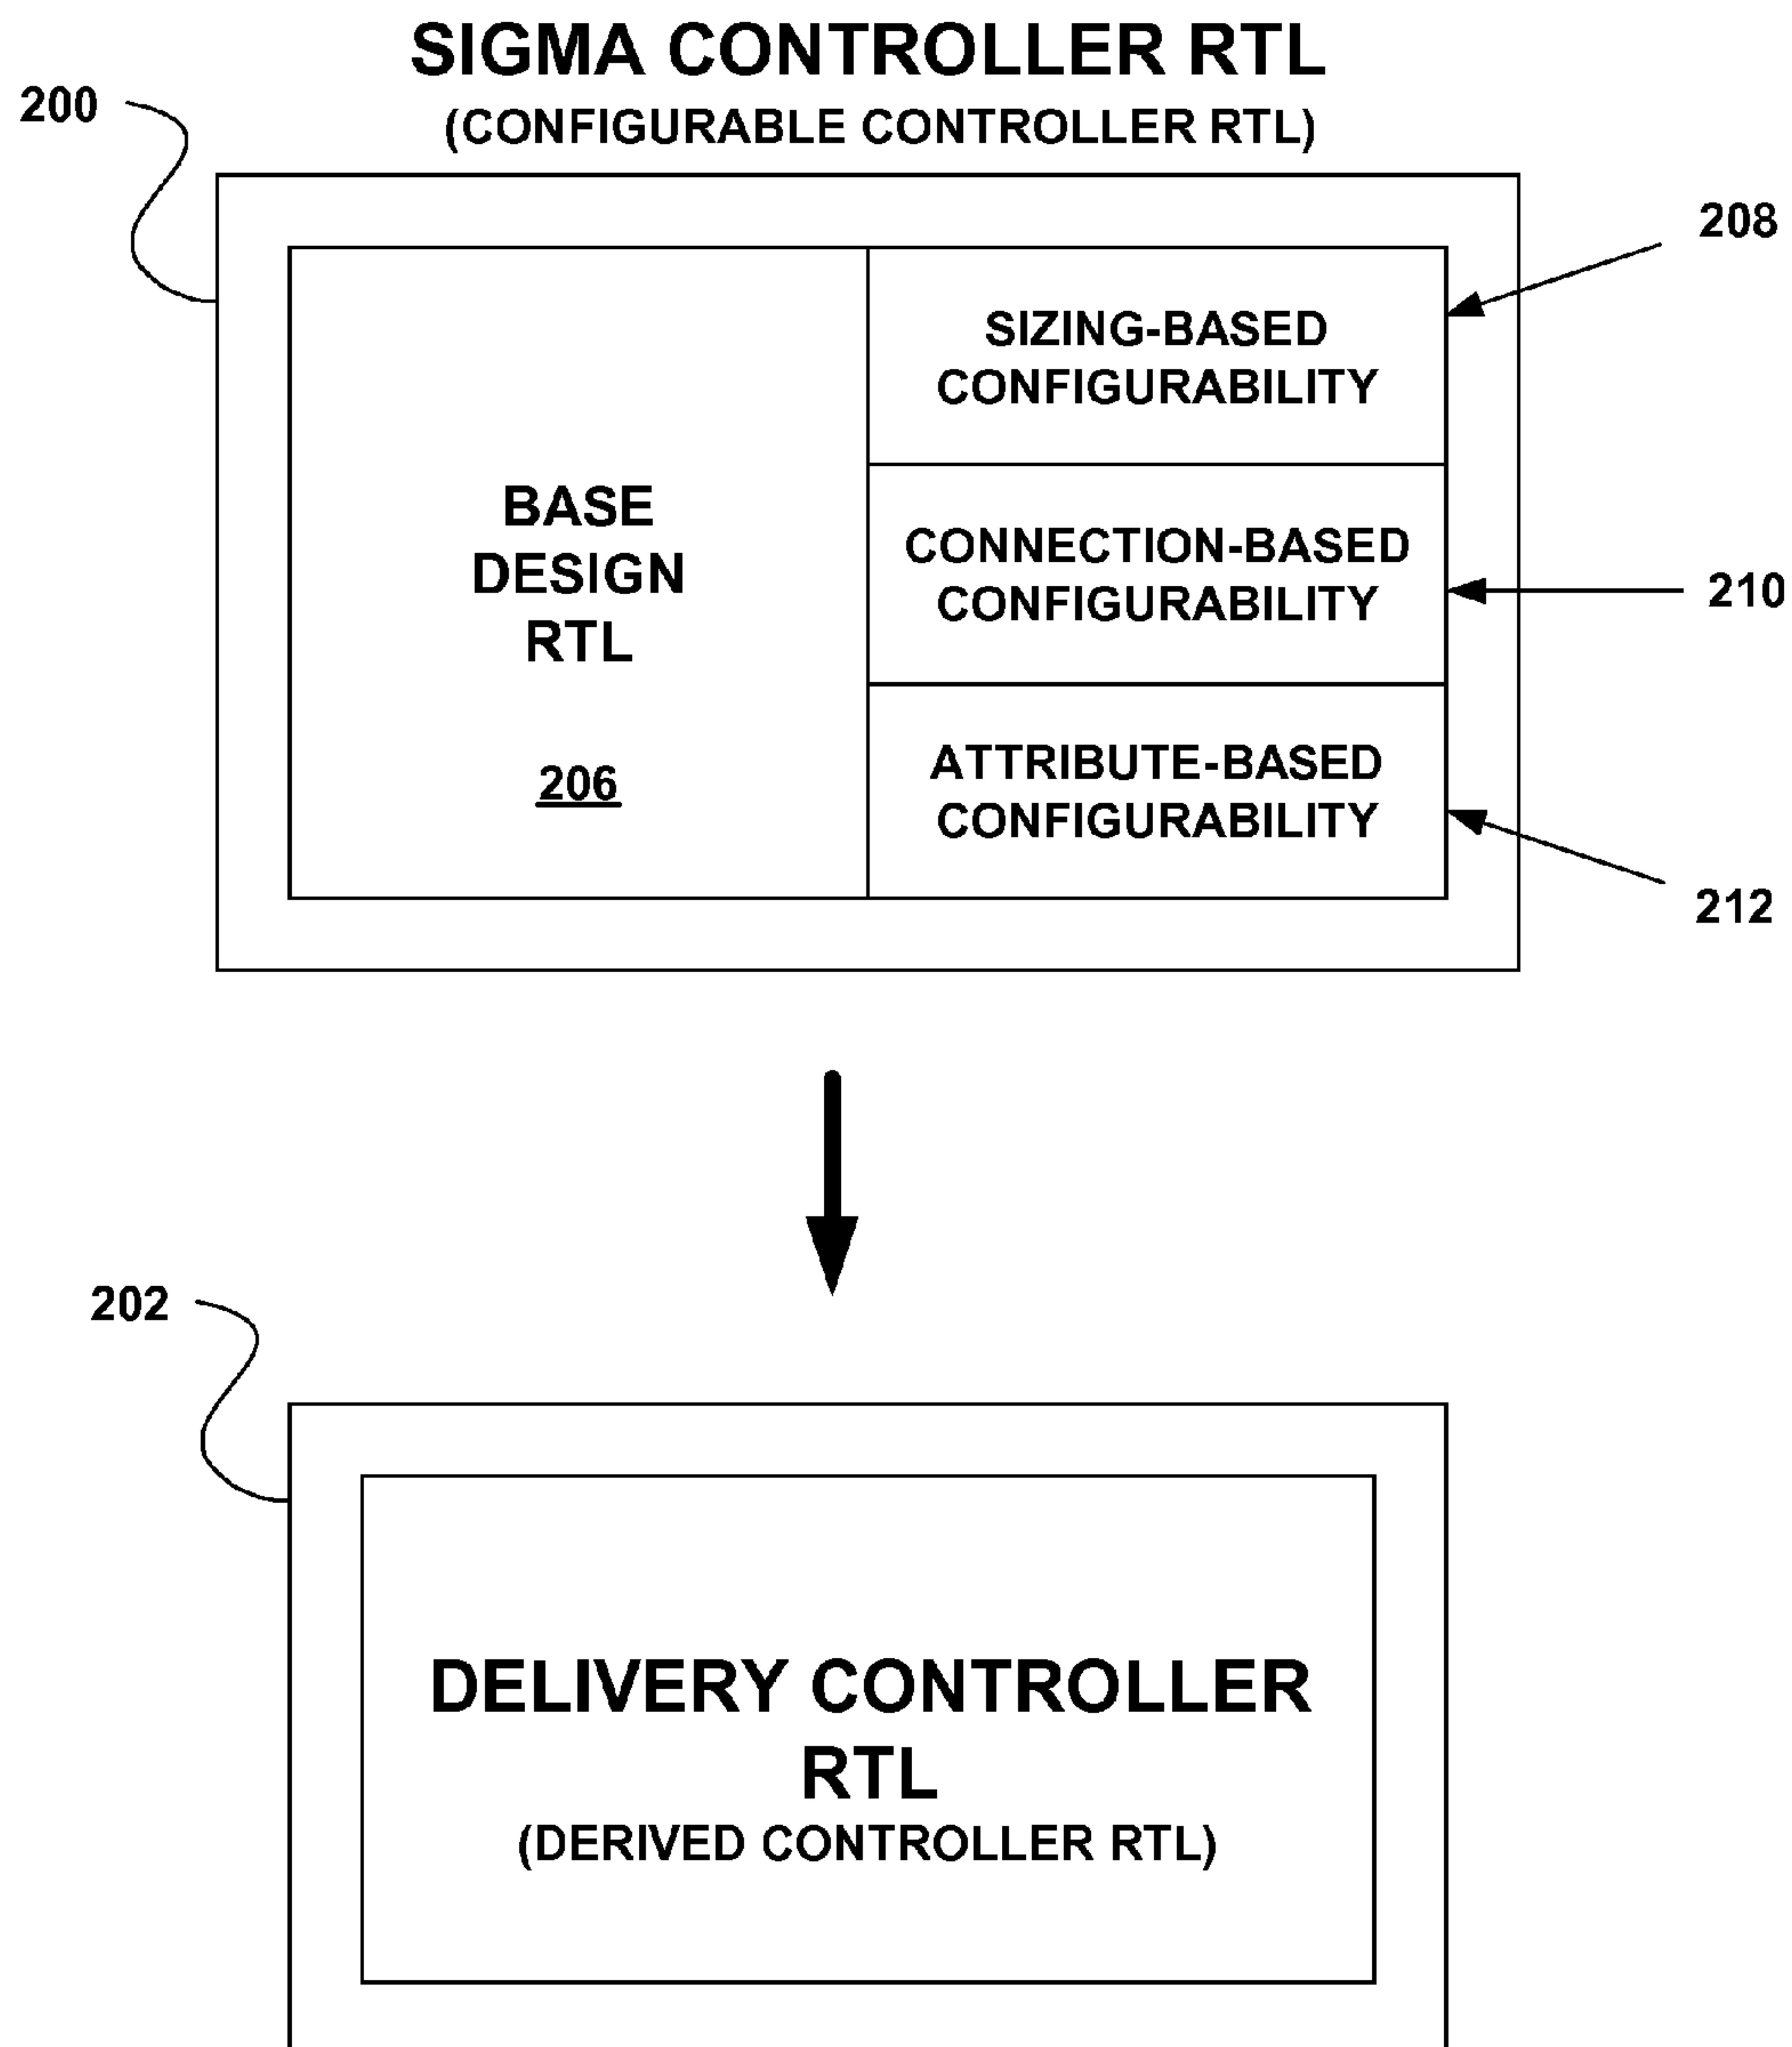 SIGMA CONTROLLER RTL
(CONFIGURABLE CONTROLLER RTL)
200
208
SIZING-BASED
CONFIGURABILITY
BASE
DESIGN
RTL
206
CONNECTION-BASED
CONFIGURABILITY
210
ATTRIBUTE-BASED
CONFIGURABILITY
212
202
DELIVERY CONTROLLER
RTL
(DERIVED CONTROLLER RTL)